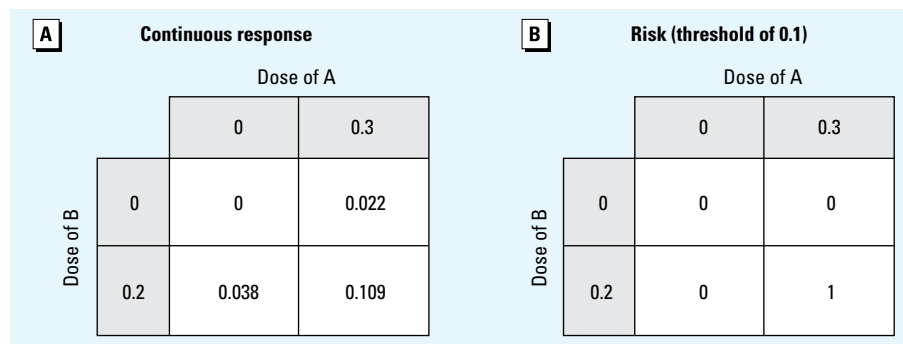 A Continuous response
Dose of A
0 0.3
Dose of B
0 0 0.022
0.2 0.038 0.109
B Risk (threshold of 0.1)
Dose of A
0 0.3
Dose of B
0 0 0
0.2 0 1